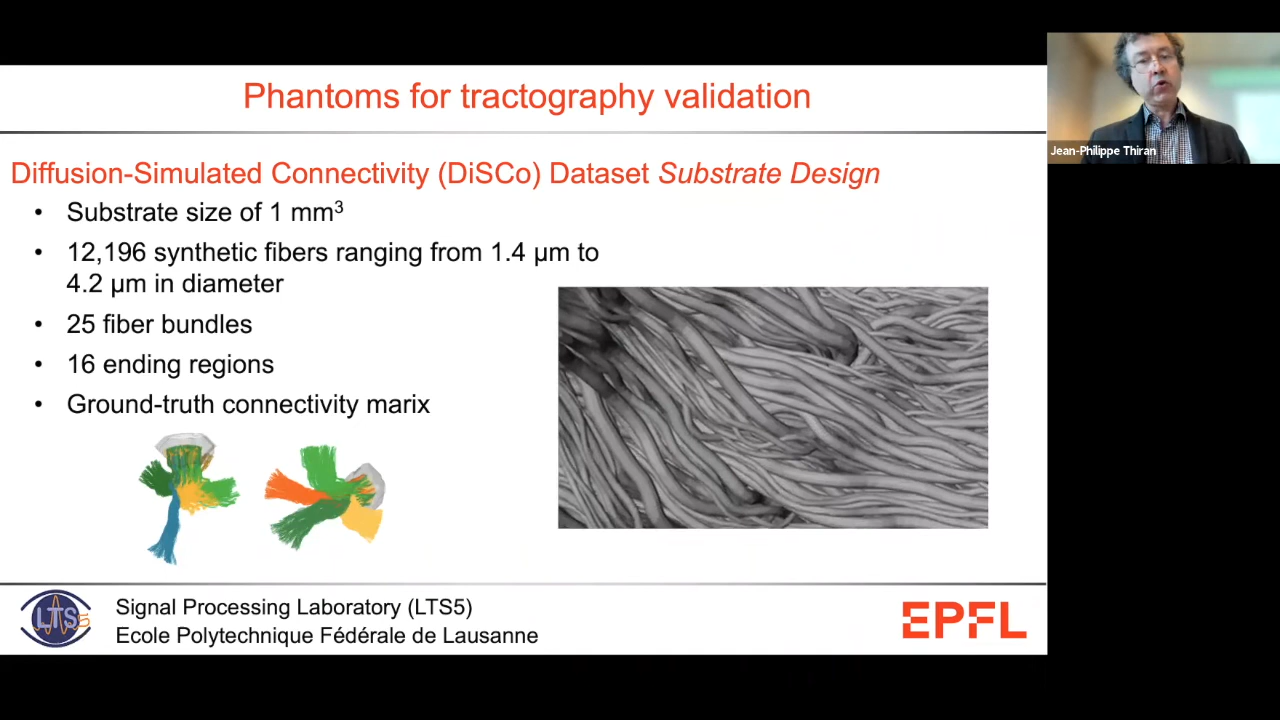 Phantoms for tractography validation
Jean-Philippe Thiran
Diffusion-Simulated Connectivity (DiSCo) Dataset Substrate Design
• Substrate size of 1 mm³
• 12,196 synthetic fibers ranging from 1.4 µm to
4.2 µm in diameter
• 25 fiber bundles
• 16 ending regions
• Ground-truth connectivity marix
LTS5
Signal Processing Laboratory (LTS5)
Ecole Polytechnique Fédérale de Lausanne
EPFL